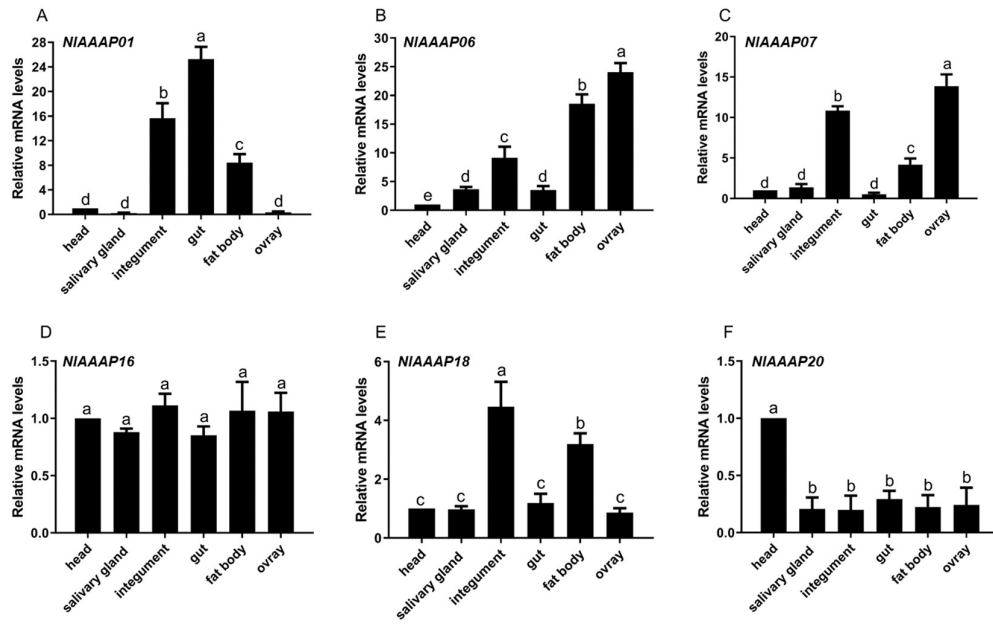 A
NlAAAP01
Relative mRNA levels
28
24
20
16
12
8
4
0
d
d
b
a
c
d
head
salivary gland
integument
gut
fat body
ovray
B
NlAAAP06
Relative mRNA levels
30
25
20
15
10
5
0
e
d
c
d
b
a
head
salivary gland
integument
gut
fat body
ovray
C
NlAAAP07
Relative mRNA levels
20
15
10
5
0
d
d
b
d
c
a
head
salivary gland
integument
gut
fat body
ovray
D
NlAAAP16
Relative mRNA levels
1.5
1.0
0.5
0.0
a
a
a
a
a
a
head
salivary gland
integument
gut
fat body
ovray
E
NlAAAP18
Relative mRNA levels
6
4
2
0
c
c
a
c
b
c
head
salivary gland
integument
gut
fat body
ovray
F
NlAAAP20
Relative mRNA levels
1.5
1.0
0.5
0.0
a
b
b
b
b
b
head
salivary gland
integument
gut
fat body
ovray